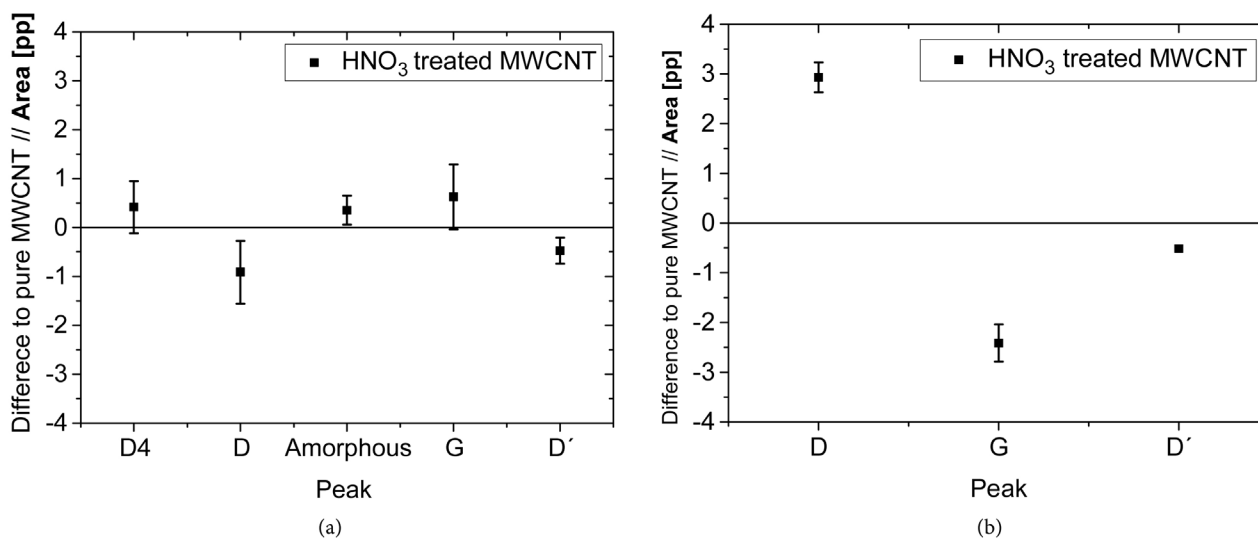 Differece to pure MWCNT // Area [pp]
4
3
2
1
0
-1
-2
-3
-4
HNO3 treated MWCNT
D4 D Amorphous G D´
Peak
(a)
Difference to pure MWCNT // Area [pp]
4
3
2
1
0
-1
-2
-3
-4
HNO3 treated MWCNT
D G D´
Peak
(b)